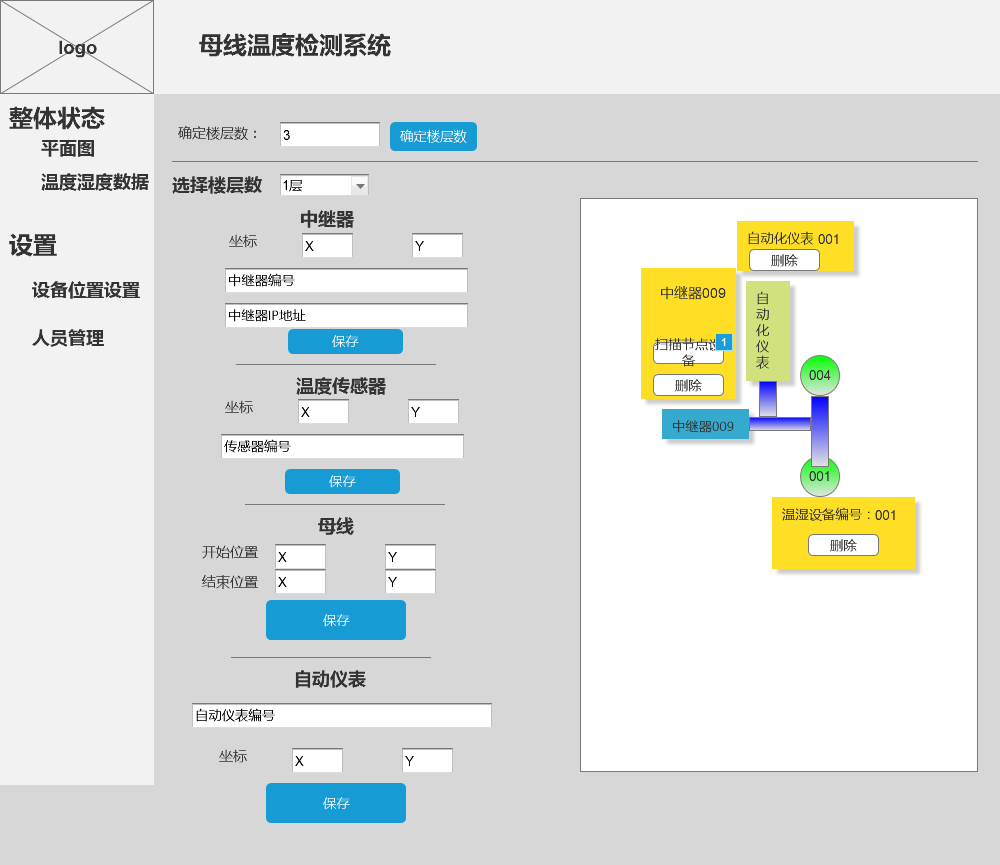 logo
母线温度检测系统
整体状态
平面图
温度湿度数据
设置
设备位置设置
人员管理
确定楼层数： 3 确定楼层数
选择楼层数 1层
中继器
坐标 X Y
中继器编号
中继器IP地址
保存
温度传感器
坐标 X Y
传感器编号
保存
母线
开始位置 X Y
结束位置 X Y
保存
自动仪表
自动仪表编号
坐标 X Y
保存
自动化仪表 001
删除
中继器009
扫描节点设
备
1
删除
自
动
化
仪
表
004
中继器009
001
温湿设备编号：001
删除